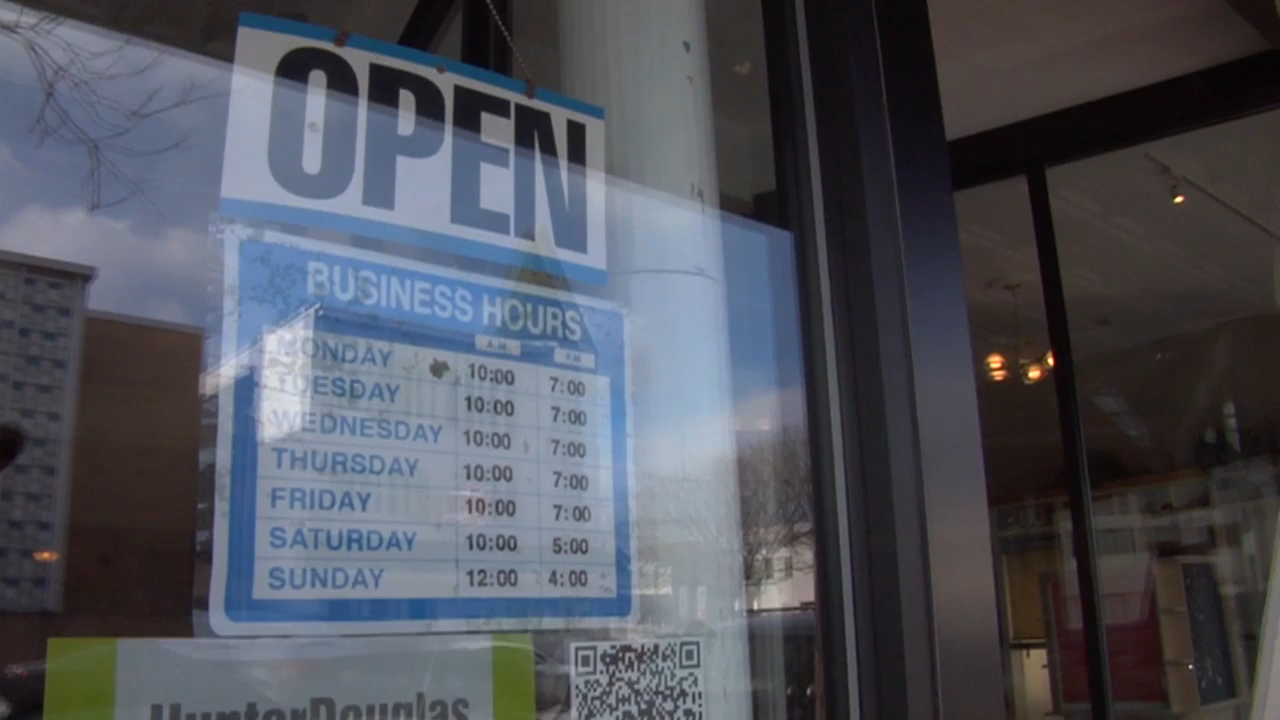 OPEN
BUSINESS HOURS
A.M. P.M.
MONDAY 10:00 7:00
TUESDAY 10:00 7:00
WEDNESDAY 10:00 7:00
THURSDAY 10:00 7:00
FRIDAY 10:00 7:00
SATURDAY 10:00 5:00
SUNDAY 12:00 4:00
HunterDouglas